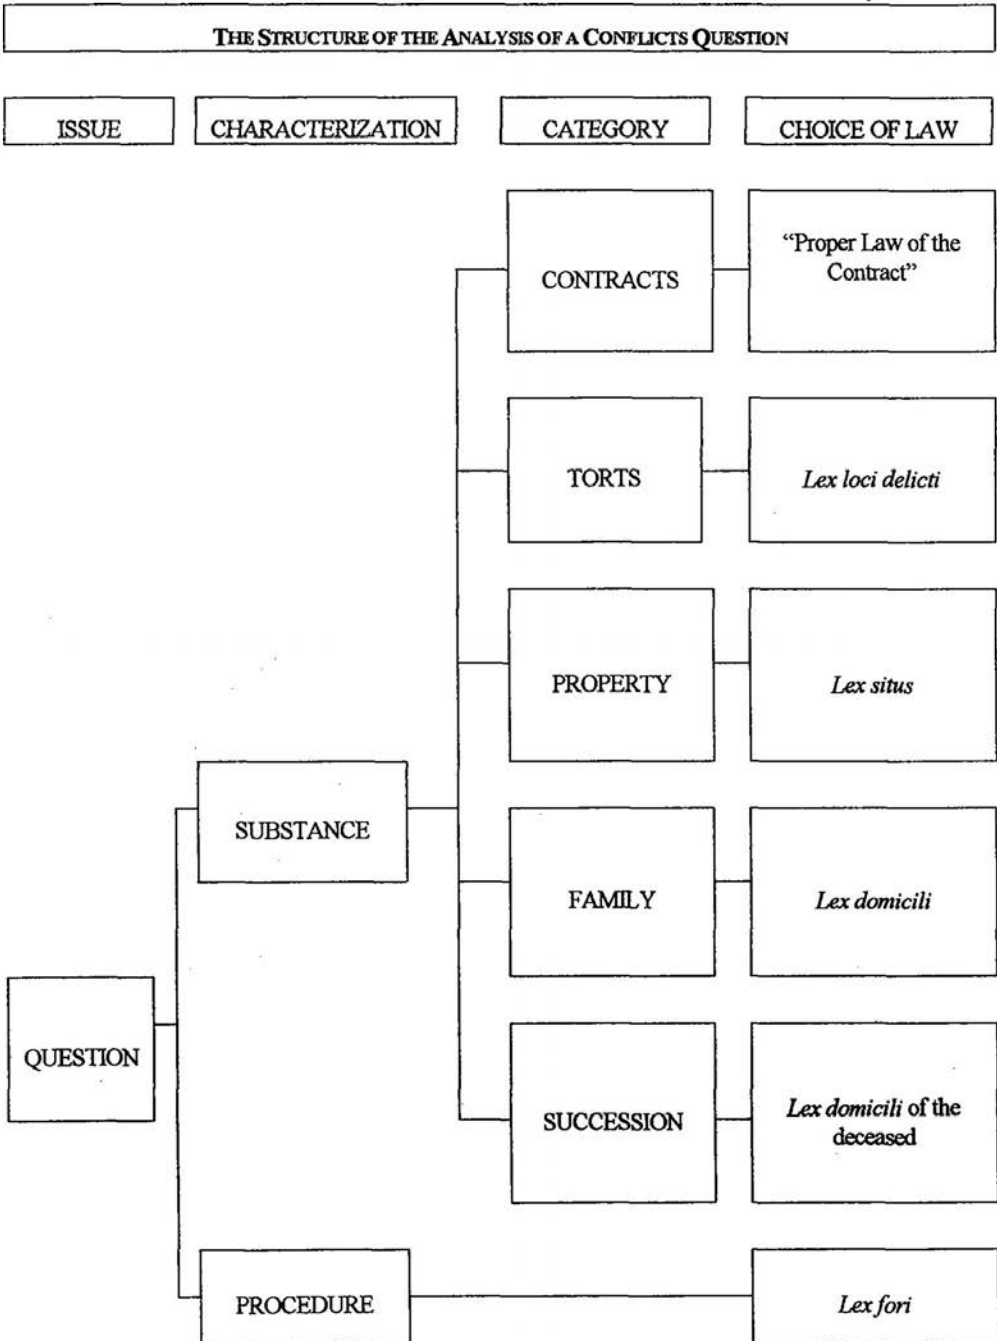 THE STRUCTURE OF THE ANALYSIS OF A CONFLICTS QUESTION
ISSUE
CHARACTERIZATION
CATEGORY
CHOICE OF LAW
CONTRACTS
“Proper Law of the
Contract”
TORTS
Lex loci delicti
PROPERTY
Lex situs
SUBSTANCE
FAMILY
Lex domicili
QUESTION
SUCCESSION
Lex domicili of the
deceased
PROCEDURE
Lex fori